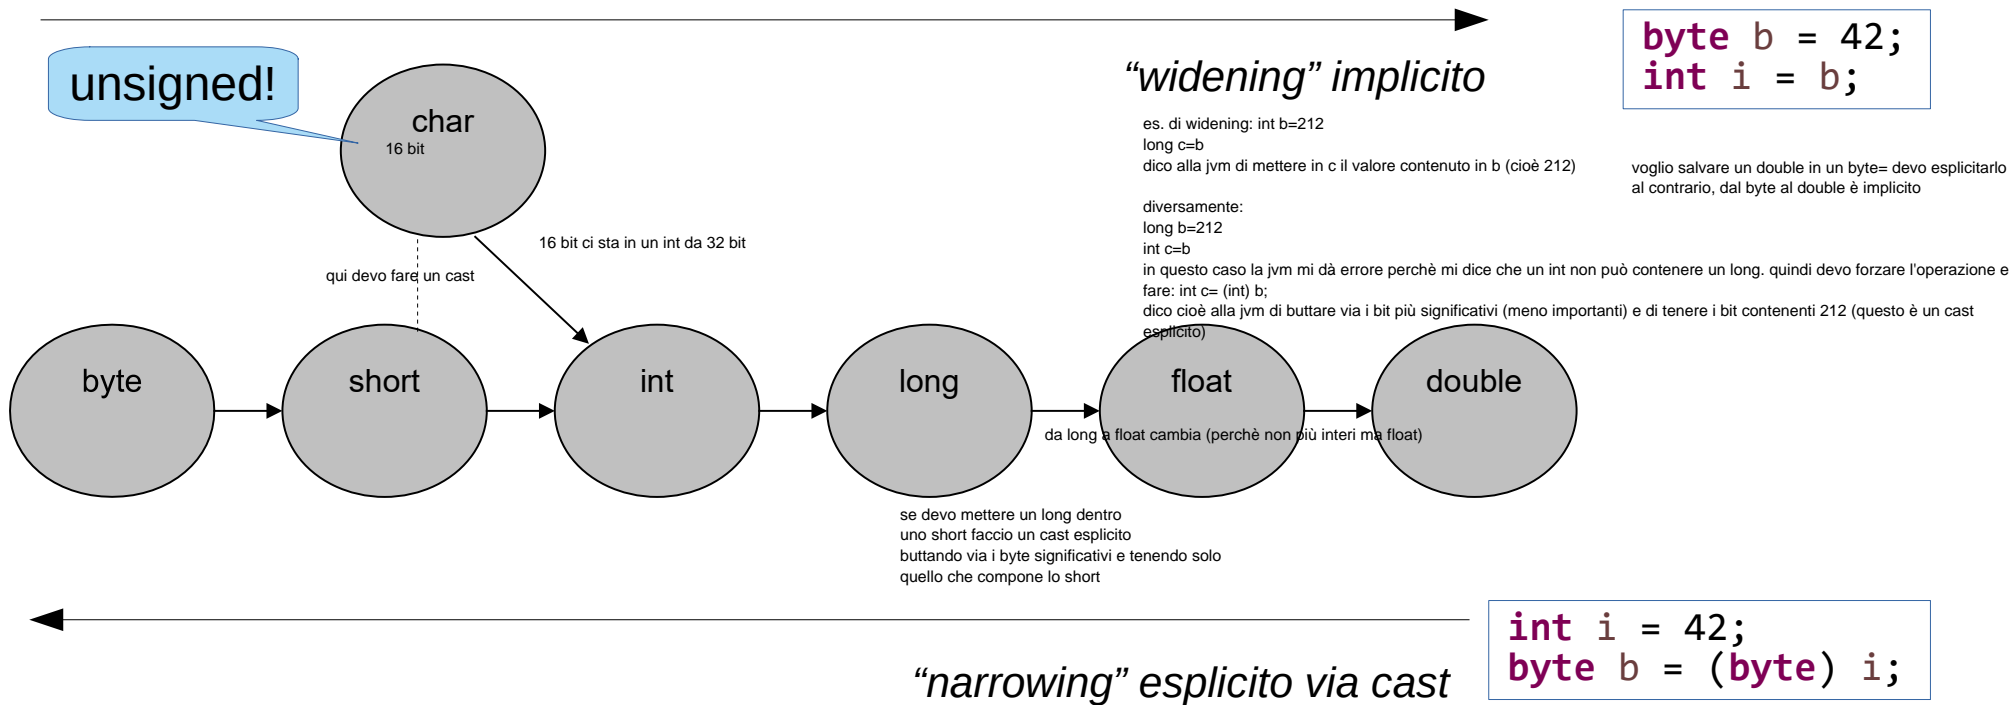 unsigned!
char
16 bit
“widening” implicito
byte b = 42;
int i = b;
es. di widening: int b=212
long c=b
dico alla jvm di mettere in c il valore contenuto in b (cioè 212)
diversamente:
long b=212
int c=b
in questo caso la jvm mi dà errore perchè mi dice che un int non può contenere un long. quindi devo forzare l'operazione e
fare: int c= (int) b;
dico cioè alla jvm di buttare via i bit più significativi (meno importanti) e di tenere i bit contenenti 212 (questo è un cast
esplicito)
voglio salvare un double in un byte= devo esplicitarlo
al contrario, dal byte al double è implicito
16 bit ci sta in un int da 32 bit
qui devo fare un cast
byte
short
int
long
float
double
da long a float cambia (perchè non più interi ma float)
se devo mettere un long dentro
uno short faccio un cast esplicito
buttando via i byte significativi e tenendo solo
quello che compone lo short
“narrowing” esplicito via cast
int i = 42;
byte b = (byte) i;